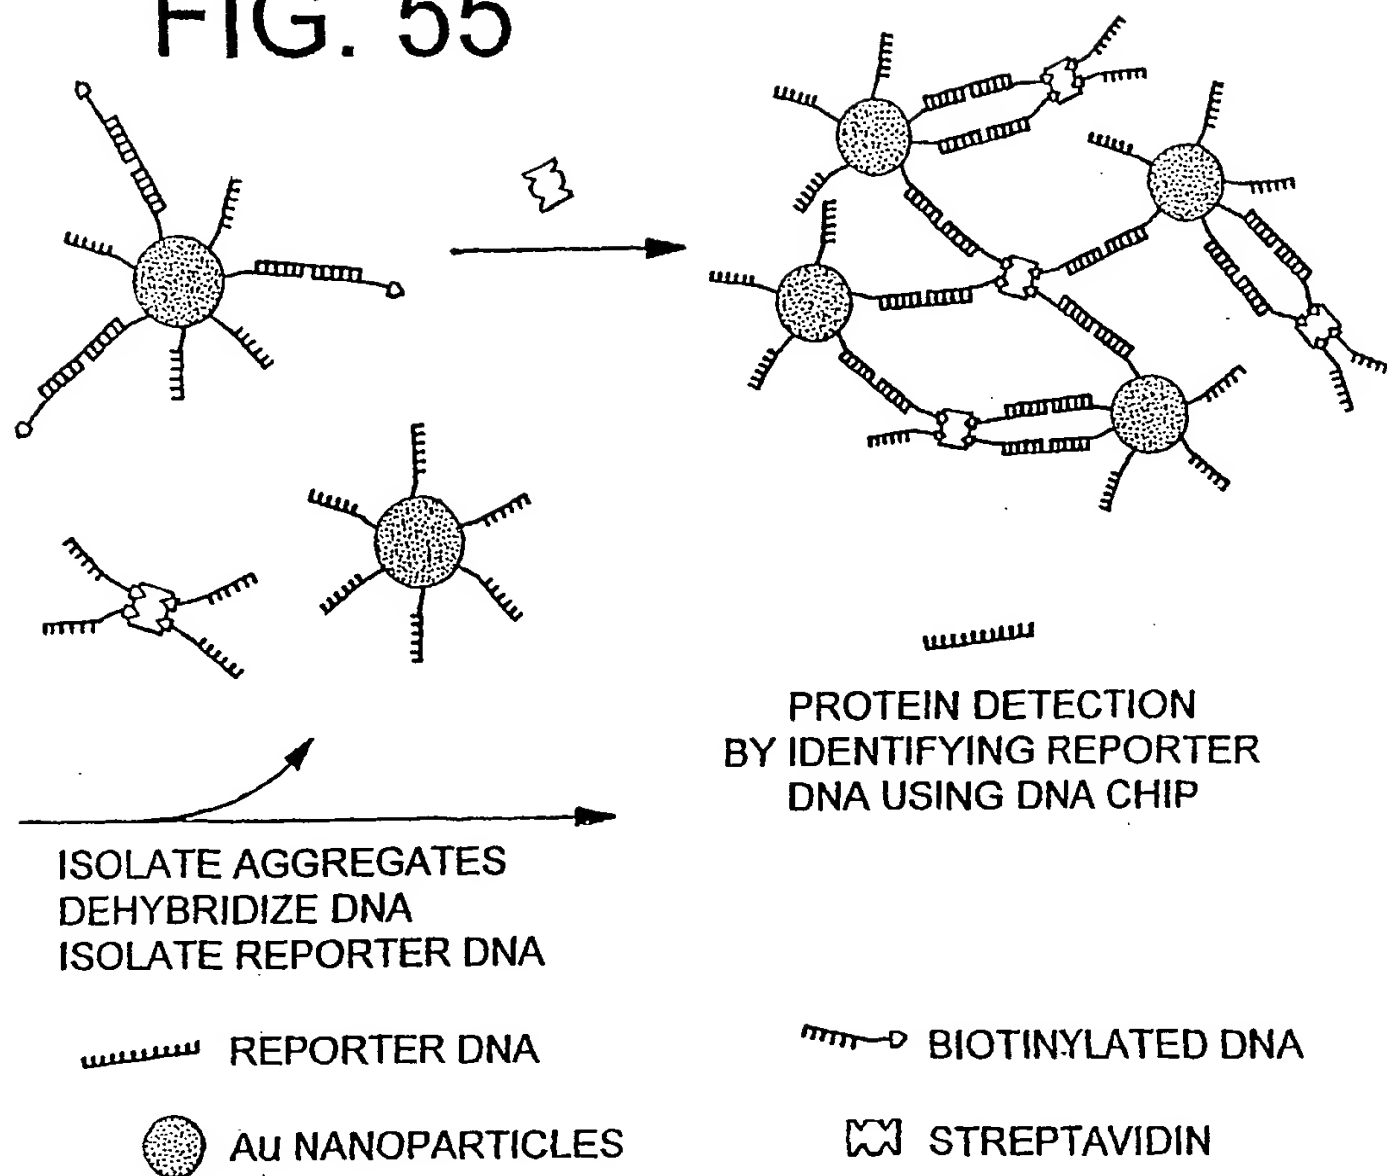 FIG. 55
PROTEIN DETECTION
BY IDENTIFYING REPORTER
DNA USING DNA CHIP
ISOLATE AGGREGATES
DEHYBRIDIZE DNA
ISOLATE REPORTER DNA
REPORTER DNA
BIOTINYLATED DNA
Au NANOPARTICLES
STREPTAVIDIN